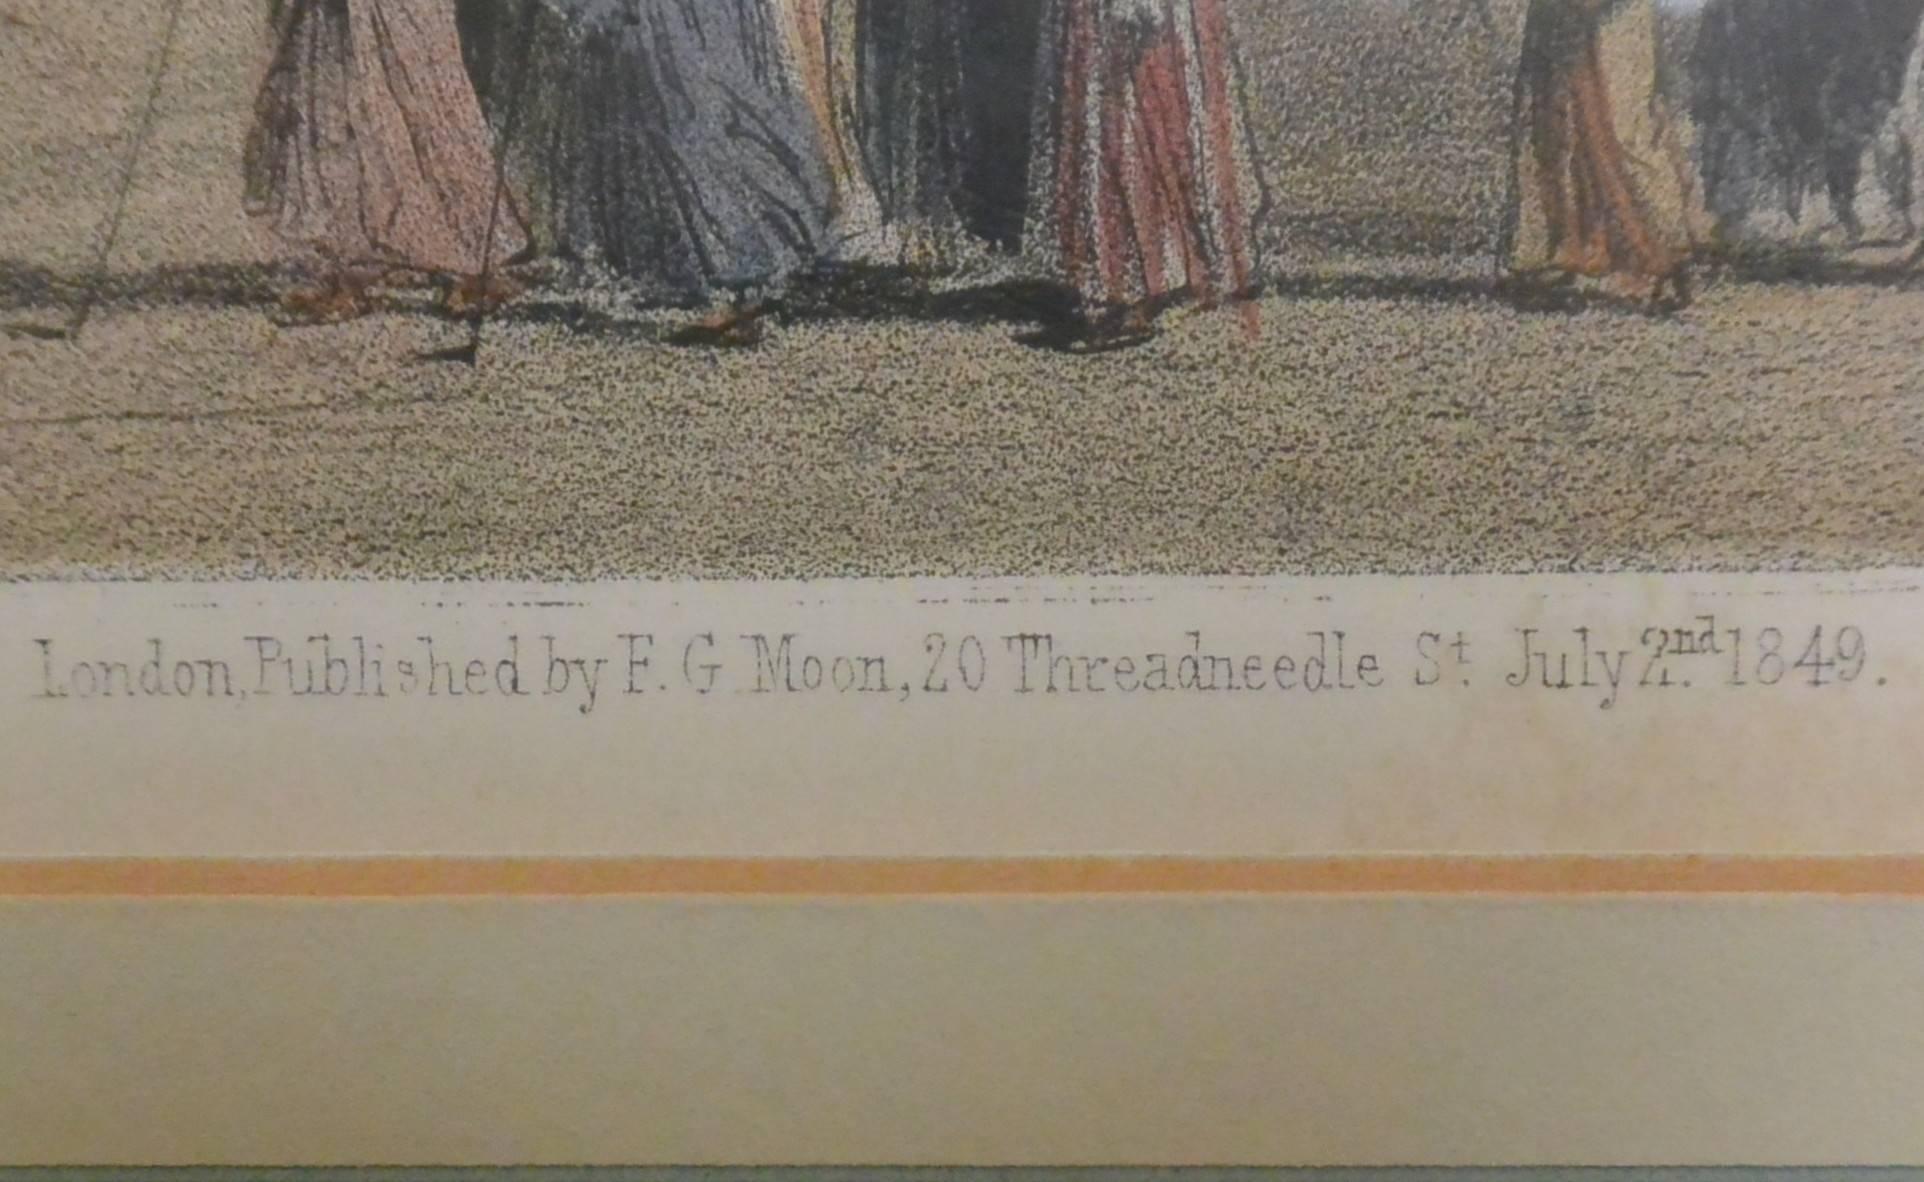 London, Published by F. G. Moon, 20 Threadneedle St. July 2nd. 1849.